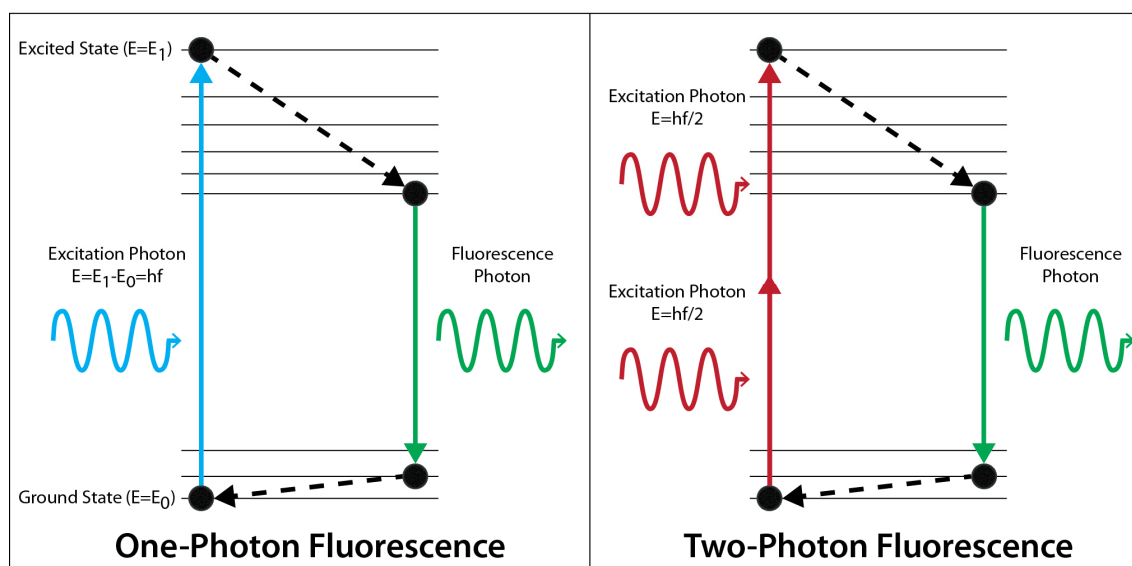 Excited State (E=E₁)
Excitation Photon
E=E₁-E₀=hf
Fluorescence
Photon
Ground State (E=E₀)
One-Photon Fluorescence
Excitation Photon
E=hf/2
Excitation Photon
E=hf/2
Fluorescence
Photon
Two-Photon Fluorescence